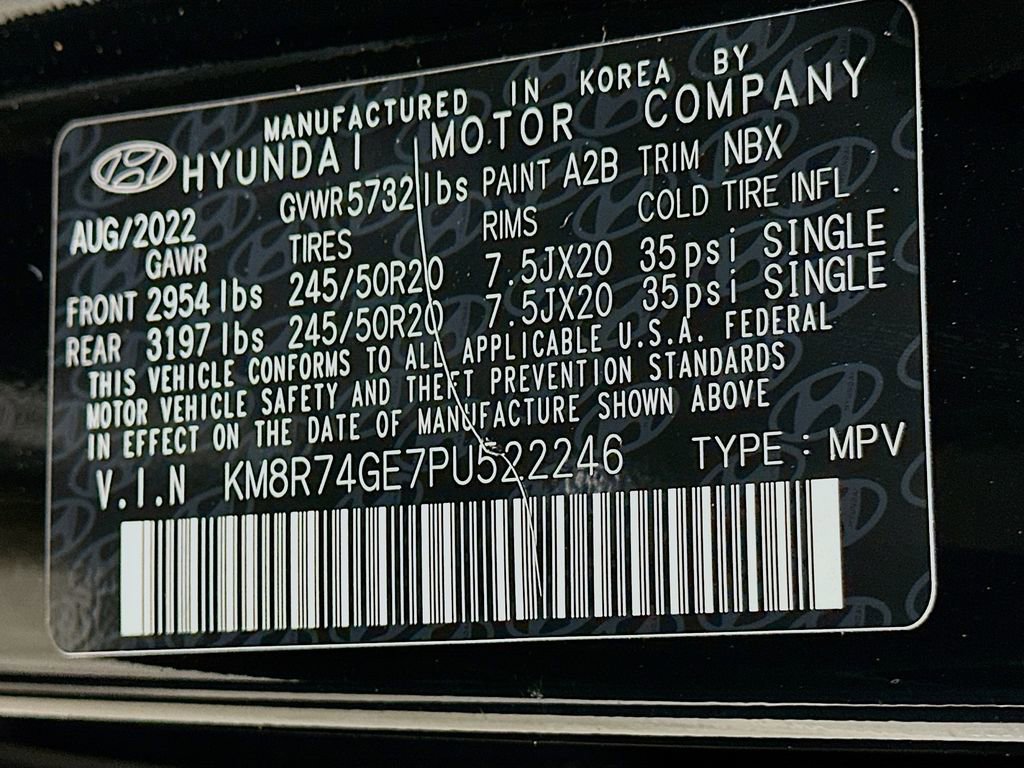 MANUFACTURED IN KOREA BY
HYUNDAI MOTOR COMPANY
AUG/2022 GVWR 5732 lbs PAINT A2B TRIM NBX
GAWR TIRES RIMS COLD TIRE INFL
FRONT 2954 lbs 245/50R20 7.5JX20 35psi SINGLE
REAR 3197 lbs 245/50R20 7.5JX20 35psi SINGLE
THIS VEHICLE CONFORMS TO ALL APPLICABLE U.S.A. FEDERAL
MOTOR VEHICLE SAFETY AND THEFT PREVENTION STANDARDS
IN EFFECT ON THE DATE OF MANUFACTURE SHOWN ABOVE
V.I.N KM8R74GE7PU522246 TYPE : MPV